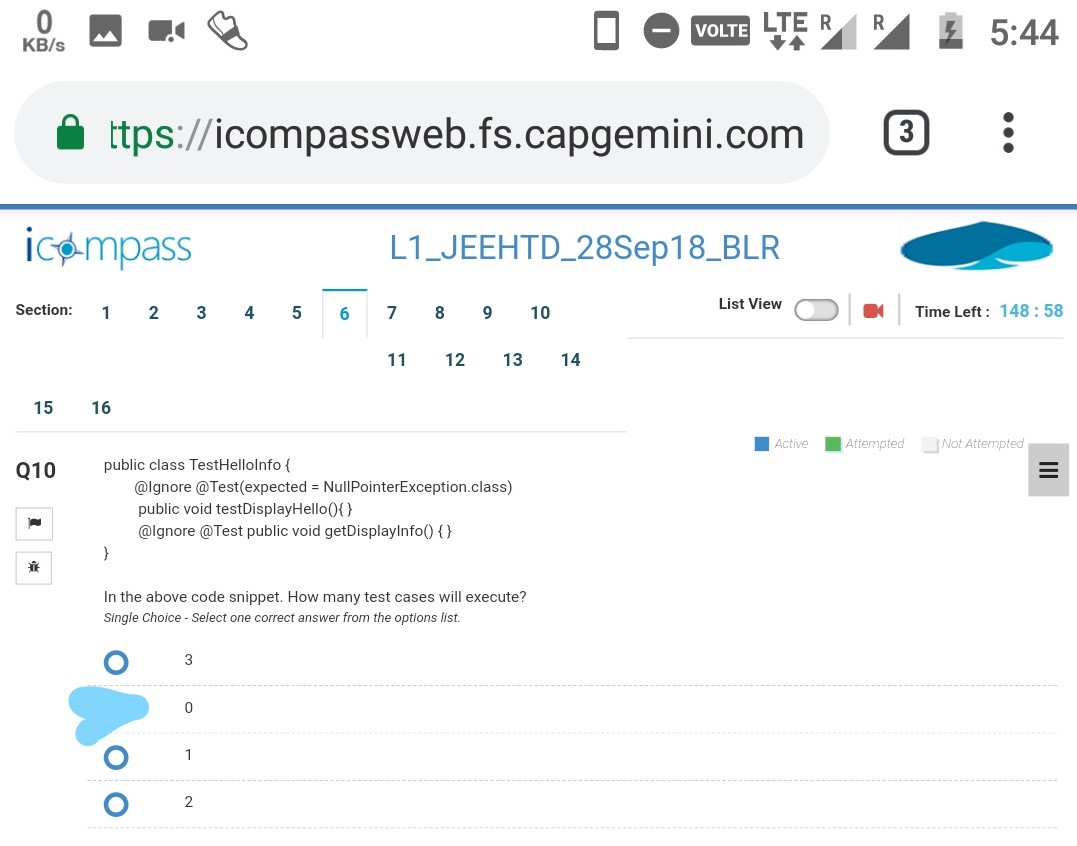 0
KB/s
VOLTE
LTE
R
R
5:44
ttps://icompassweb.fs.capgemini.com
3
icompass
L1_JEEHTD_28Sep18_BLR
Section: 1 2 3 4 5 6 7 8 9 10
11 12 13 14
15 16
List View
Time Left : 148 : 58
Active Attempted Not Attempted
Q10
public class TestHelloInfo {
@Ignore @Test(expected = NullPointerException.class)
public void testDisplayHello(){ }
@Ignore @Test public void getDisplayInfo() { }
}
In the above code snippet. How many test cases will execute?
Single Choice - Select one correct answer from the options list.
3
0
1
2